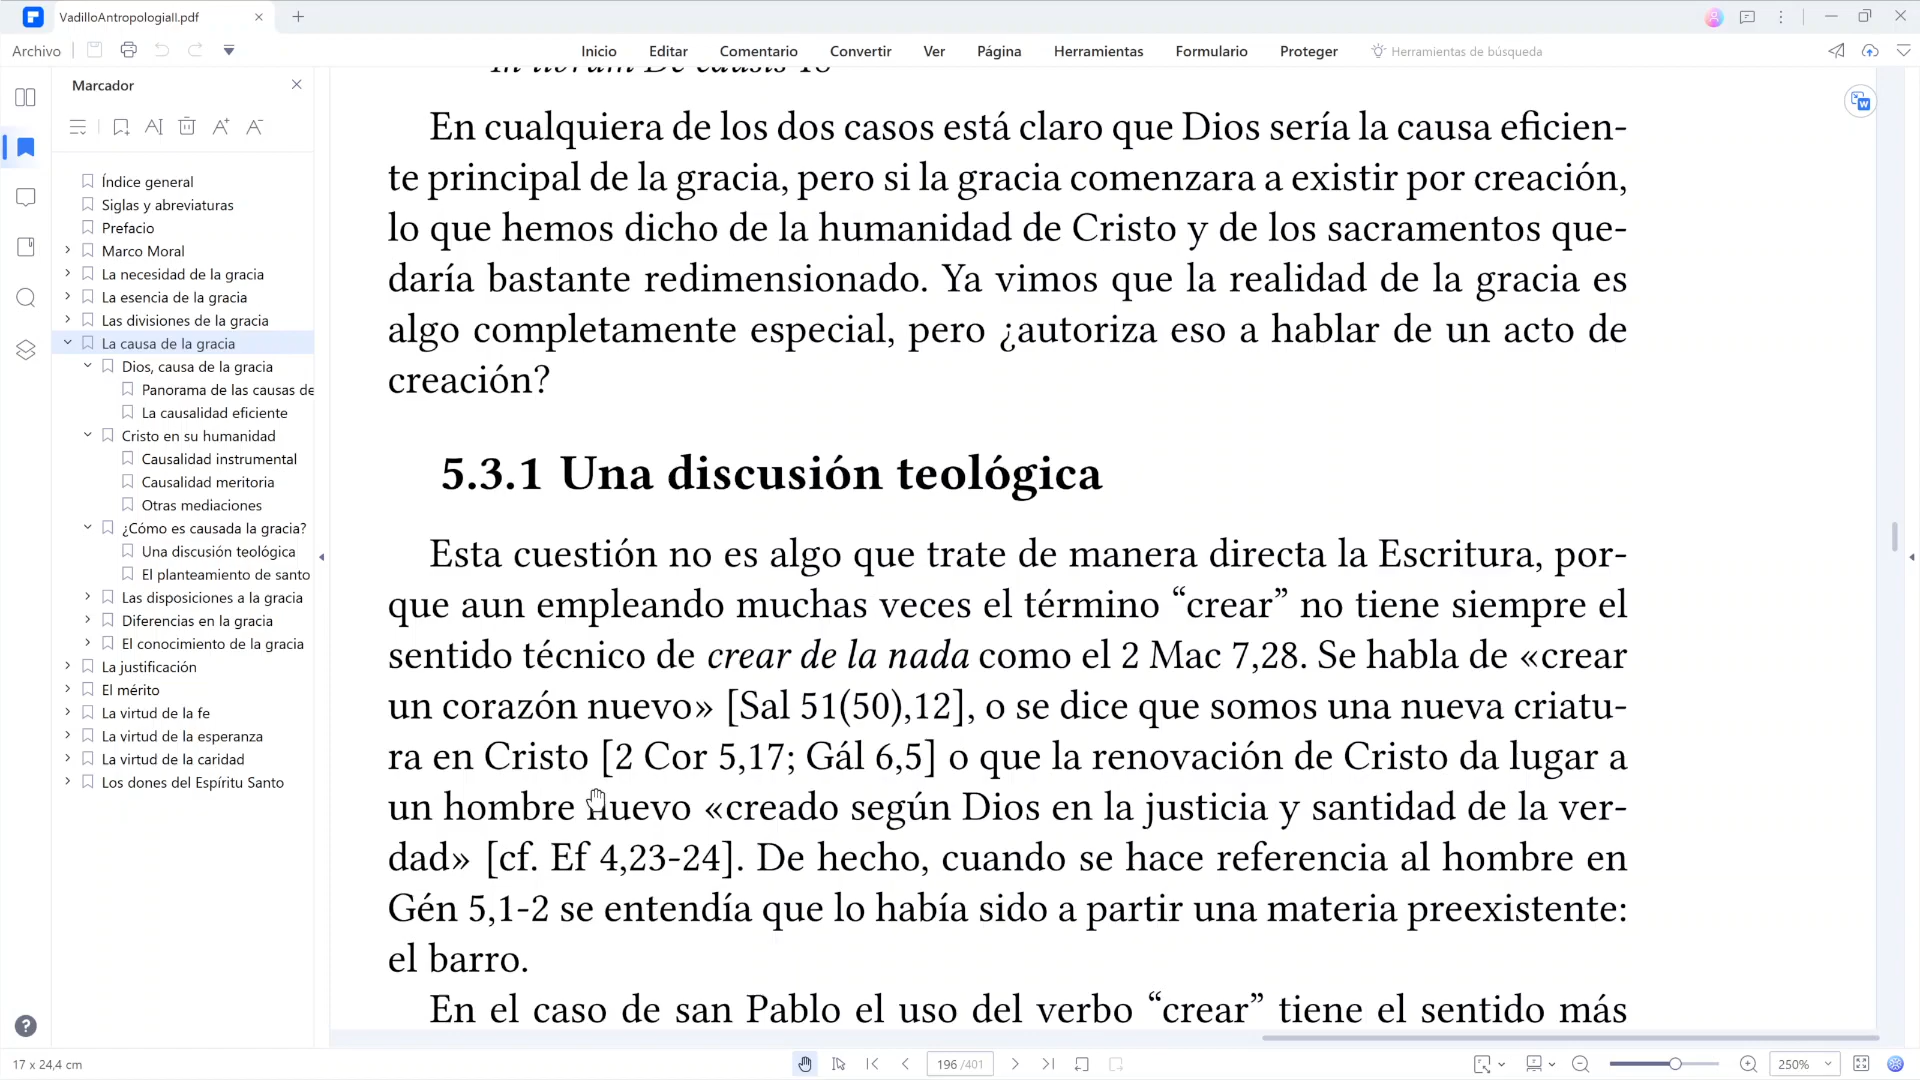 VadilloAntropologiaII.pdf
Archivo
Inicio
Editar
Comentario
Convertir
Ver
Página
Herramientas
Formulario
Proteger
Herramientas de búsqueda
Marcador
Índice general
Siglas y abreviaturas
Prefacio
Marco Moral
La necesidad de la gracia
La esencia de la gracia
Las divisiones de la gracia
La causa de la gracia
Dios, causa de la gracia
Panorama de las causas de
La causalidad eficiente
Cristo en su humanidad
Causalidad instrumental
Causalidad meritoria
Otras mediaciones
¿Cómo es causada la gracia?
Una discusión teológica
El planteamiento de santo
Las disposiciones a la gracia
Diferencias en la gracia
El conocimiento de la gracia
La justificación
El mérito
La virtud de la fe
La virtud de la esperanza
La virtud de la caridad
Los dones del Espíritu Santo
In librum De causis 18
En cualquiera de los dos casos está claro que Dios sería la causa eficien-
te principal de la gracia, pero si la gracia comenzara a existir por creación,
lo que hemos dicho de la humanidad de Cristo y de los sacramentos que-
daría bastante redimensionado. Ya vimos que la realidad de la gracia es
algo completamente especial, pero ¿autoriza eso a hablar de un acto de
creación?
5.3.1 Una discusión teológica
Esta cuestión no es algo que trate de manera directa la Escritura, por-
que aun empleando muchas veces el término “crear” no tiene siempre el
sentido técnico de crear de la nada como el 2 Mac 7,28. Se habla de «crear
un corazón nuevo» [Sal 51(50),12], o se dice que somos una nueva criatu-
ra en Cristo [2 Cor 5,17; Gál 6,5] o que la renovación de Cristo da lugar a
un hombre nuevo «creado según Dios en la justicia y santidad de la ver-
dad» [cf. Ef 4,23-24]. De hecho, cuando se hace referencia al hombre en
Gén 5,1-2 se entendía que lo había sido a partir una materia preexistente:
el barro.
En el caso de san Pablo el uso del verbo “crear” tiene el sentido más
17 x 24,4 cm
196 /401
250%